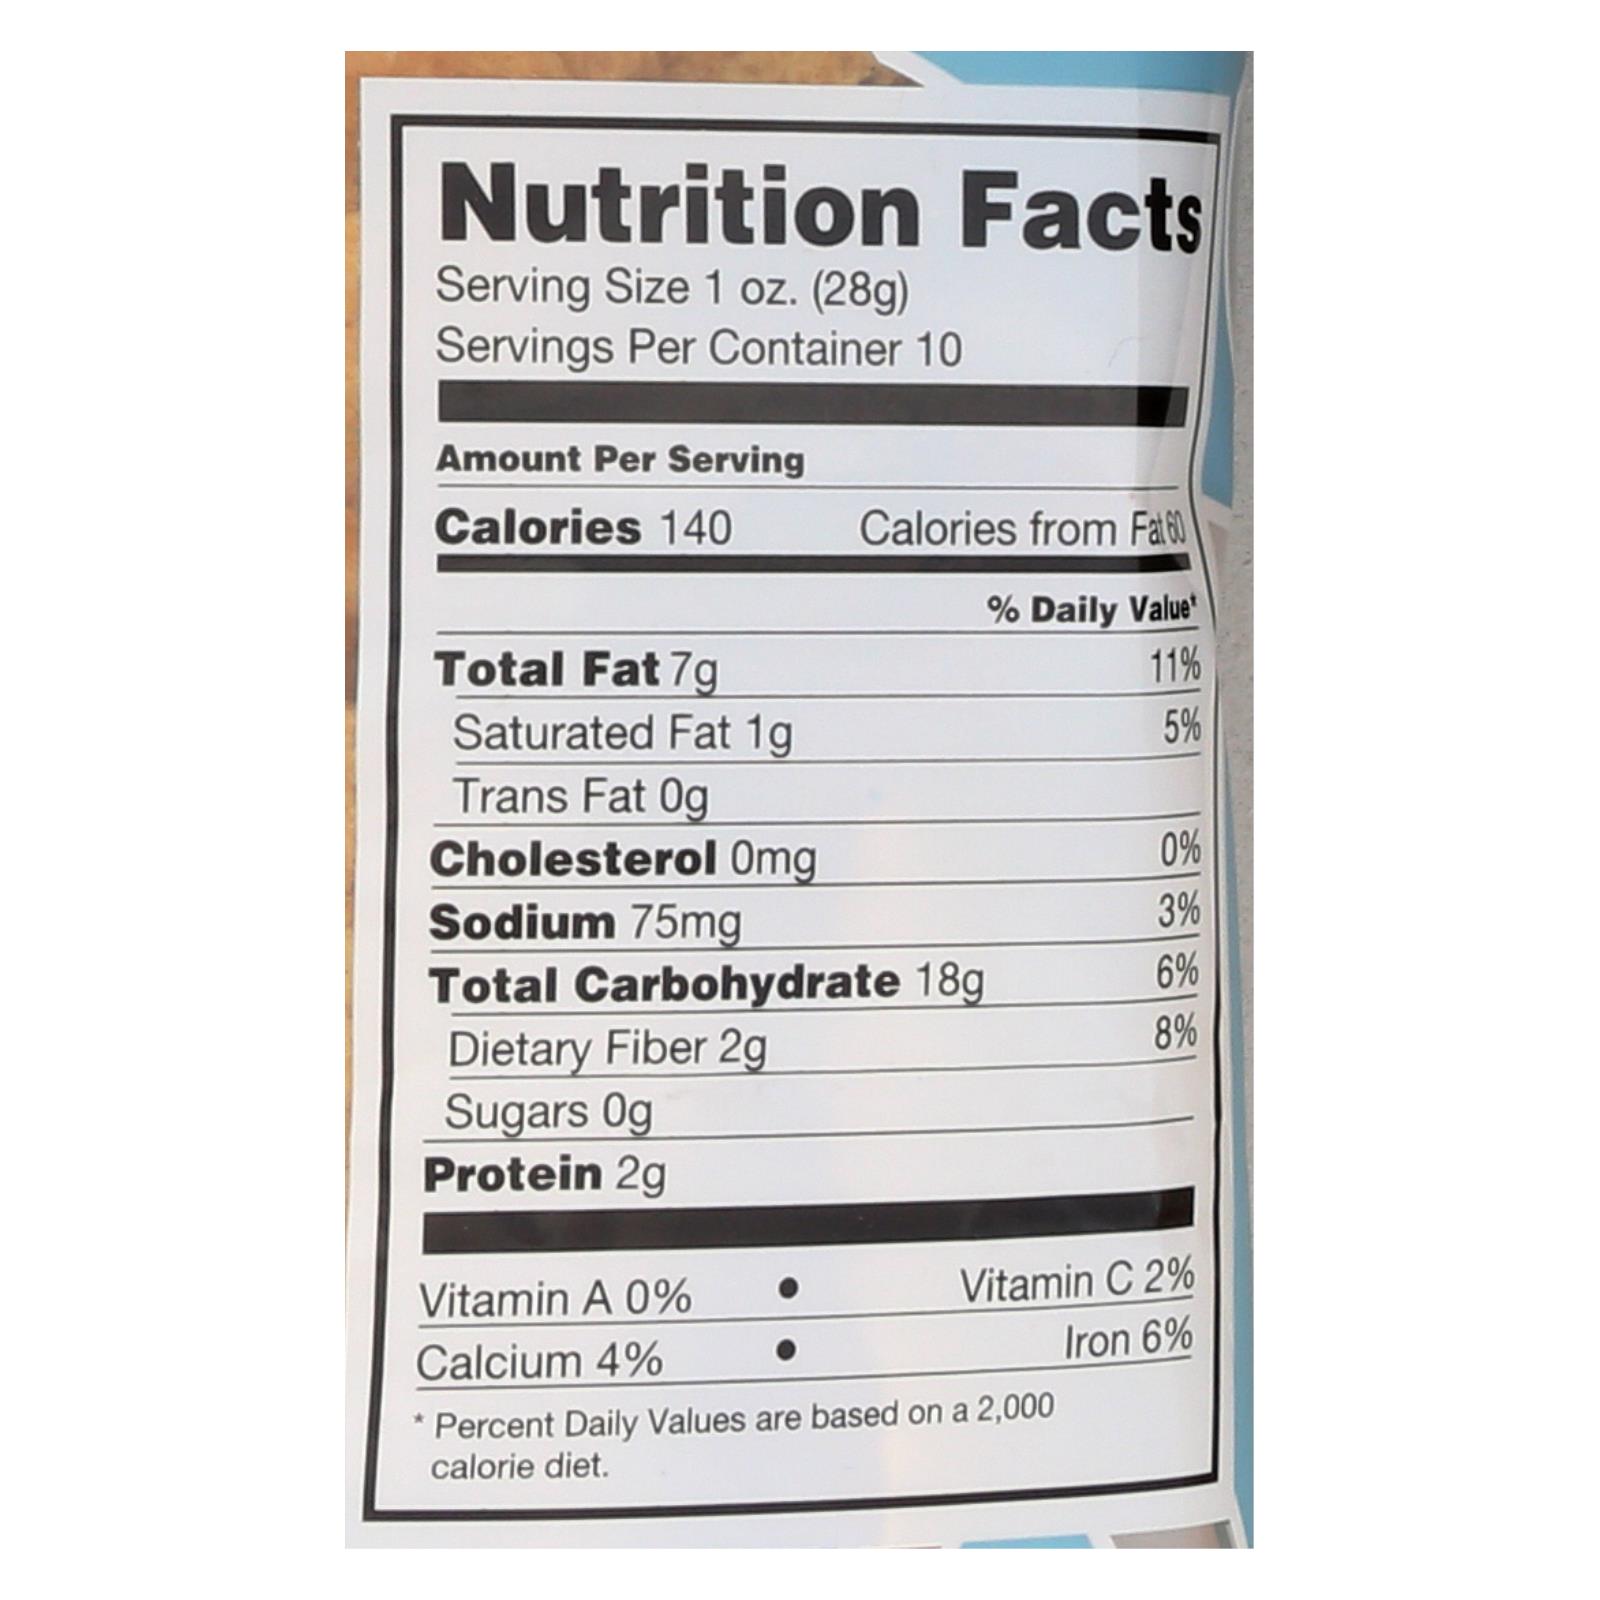 Nutrition Facts
Serving Size 1 oz. (28g)
Servings Per Container 10
Amount Per Serving
Calories 140 Calories from Fat 60
% Daily Value*
Total Fat 7g 11%
Saturated Fat 1g 5%
Trans Fat 0g
Cholesterol 0mg 0%
Sodium 75mg 3%
Total Carbohydrate 18g 6%
Dietary Fiber 2g 8%
Sugars 0g
Protein 2g
Vitamin A 0% • Vitamin C 2%
Calcium 4% • Iron 6%
* Percent Daily Values are based on a 2,000
calorie diet.